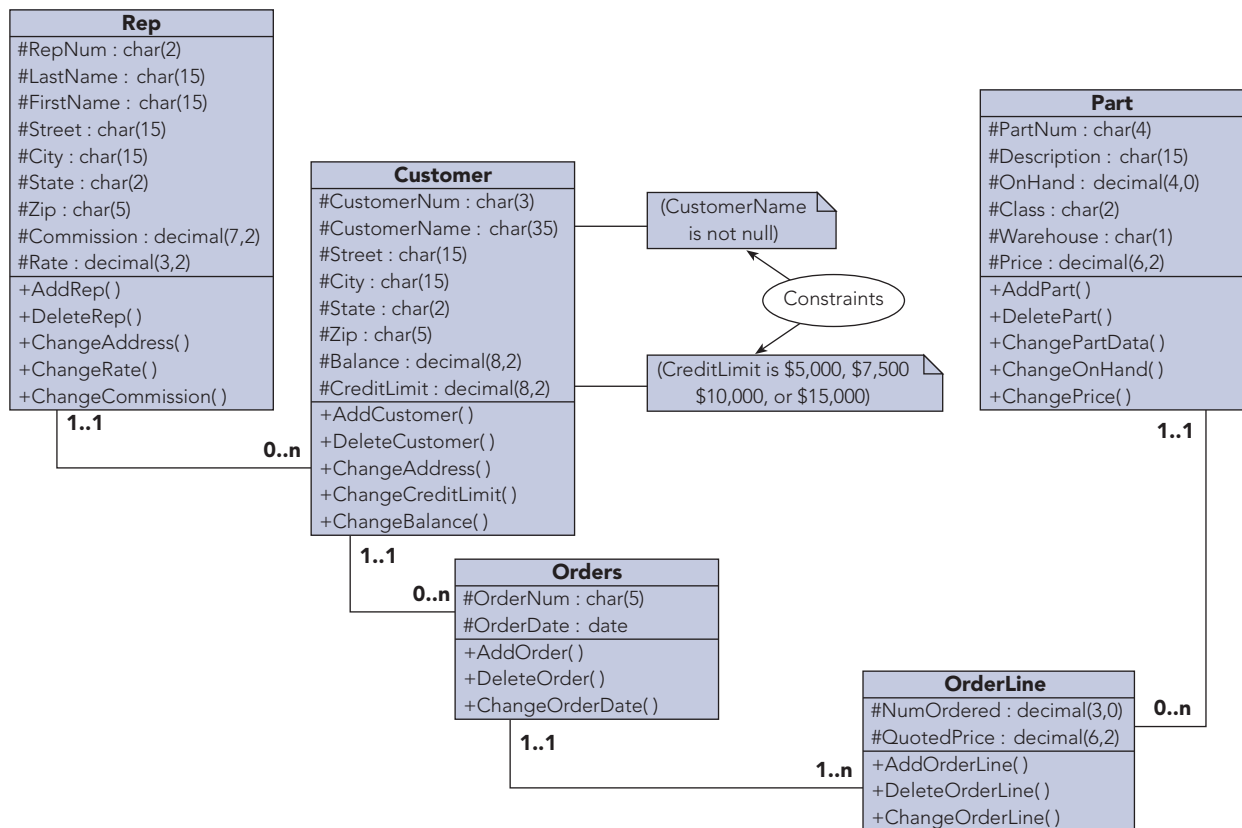 Rep
#RepNum : char(2)
#LastName : char(15)
#FirstName : char(15)
#Street : char(15)
#City : char(15)
#State : char(2)
#Zip : char(5)
#Commission : decimal(7,2)
#Rate : decimal(3,2)
+AddRep( )
+DeleteRep( )
+ChangeAddress( )
+ChangeRate( )
+ChangeCommission( )
1..1
0..n
Customer
#CustomerNum : char(3)
#CustomerName : char(35)
#Street : char(15)
#City : char(15)
#State : char(2)
#Zip : char(5)
#Balance : decimal(8,2)
#CreditLimit : decimal(8,2)
+AddCustomer( )
+DeleteCustomer( )
+ChangeAddress( )
+ChangeCreditLimit( )
+ChangeBalance( )
1..1
0..n
(CustomerName
is not null)
Constraints
(CreditLimit is $5,000, $7,500
$10,000, or $15,000)
Part
#PartNum : char(4)
#Description : char(15)
#OnHand : decimal(4,0)
#Class : char(2)
#Warehouse : char(1)
#Price : decimal(6,2)
+AddPart( )
+DeletePart( )
+ChangePartData( )
+ChangeOnHand( )
+ChangePrice( )
1..1
0..n
Orders
#OrderNum : char(5)
#OrderDate : date
+AddOrder( )
+DeleteOrder( )
+ChangeOrderDate( )
1..1
1..n
OrderLine
#NumOrdered : decimal(3,0)
#QuotedPrice : decimal(6,2)
+AddOrderLine( )
+DeleteOrderLine( )
+ChangeOrderLine( )